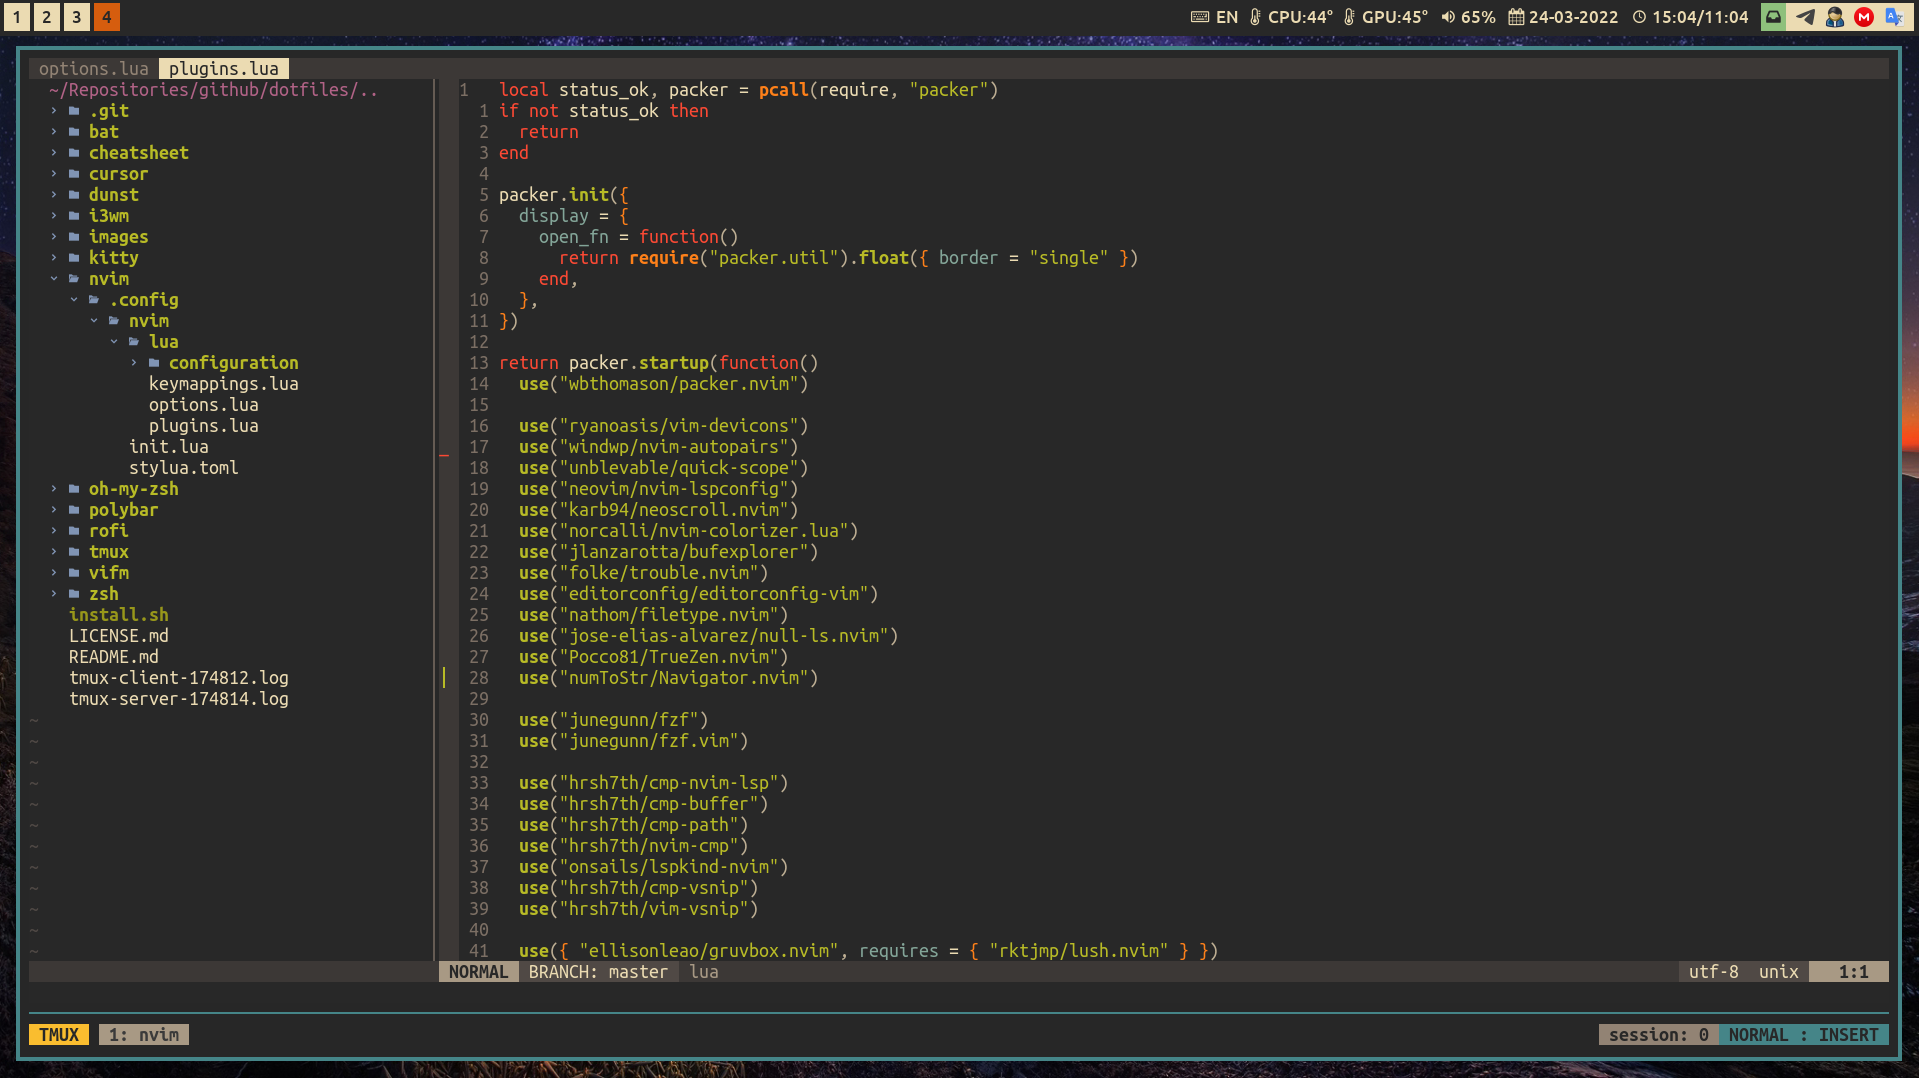 1 2 3 4 EN CPU:44° GPU:45° 65% 24-03-2022 15:04/11:04
options.lua plugins.lua
~/Repositories/github/dotfiles/..
.git
bat
cheatsheet
cursor
dunst
i3wm
images
kitty
nvim
.config
nvim
lua
configuration
keymappings.lua
options.lua
plugins.lua
init.lua
stylua.toml
oh-my-zsh
polybar
rofi
tmux
vifm
zsh
install.sh
LICENSE.md
README.md
tmux-client-174812.log
tmux-server-174814.log
~
~
~
~
~
~
~
~
~
~
~
~
1 local status_ok, packer = pcall(require, "packer")
1 if not status_ok then
2 return
3 end
4
5 packer.init({
6 display = {
7 open_fn = function()
8 return require("packer.util").float({ border = "single" })
9 end,
10 },
11 })
12
13 return packer.startup(function()
14 use("wbthomason/packer.nvim")
15
16 use("ryanoasis/vim-devicons")
17 use("windwp/nvim-autopairs")
18 use("unblevable/quick-scope")
19 use("neovim/nvim-lspconfig")
20 use("karb94/neoscroll.nvim")
21 use("norcalli/nvim-colorizer.lua")
22 use("jlanzarotta/bufexplorer")
23 use("folke/trouble.nvim")
24 use("editorconfig/editorconfig-vim")
25 use("nathom/filetype.nvim")
26 use("jose-elias-alvarez/null-ls.nvim")
27 use("Pocco81/TrueZen.nvim")
28 use("numToStr/Navigator.nvim")
29
30 use("junegunn/fzf")
31 use("junegunn/fzf.vim")
32
33 use("hrsh7th/cmp-nvim-lsp")
34 use("hrsh7th/cmp-buffer")
35 use("hrsh7th/cmp-path")
36 use("hrsh7th/nvim-cmp")
37 use("onsails/lspkind-nvim")
38 use("hrsh7th/cmp-vsnip")
39 use("hrsh7th/vim-vsnip")
40
41 use({ "ellisonleao/gruvbox.nvim", requires = { "rktjmp/lush.nvim" } })
NORMAL BRANCH: master lua utf-8 unix 1:1
TMUX 1: nvim session: 0 NORMAL : INSERT